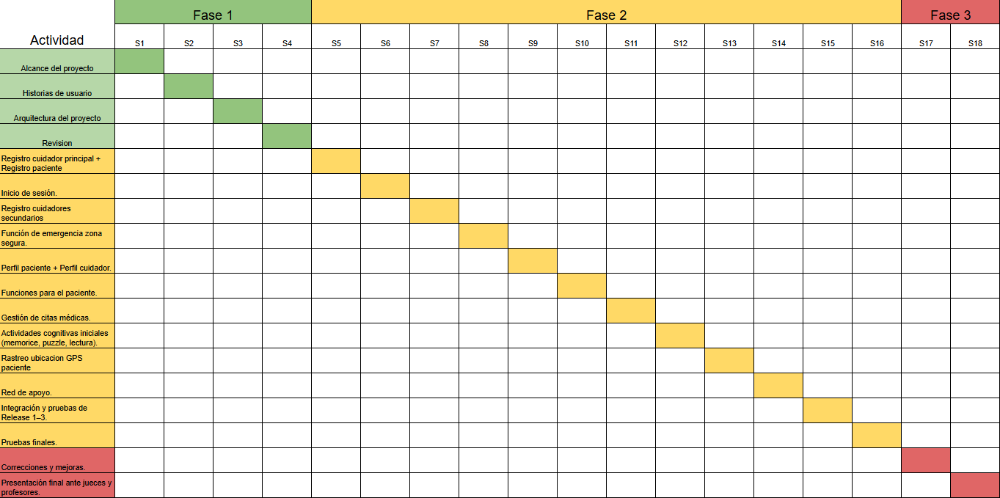 Fase 1
Fase 2
Fase 3
Actividad
S1
S2
S3
S4
S5
S6
S7
S8
S9
S10
S11
S12
S13
S14
S15
S16
S17
S18
Alcance del proyecto
Historias de usuario
Arquitectura del proyecto
Revision
Registro cuidador principal +
Registro paciente
Inicio de sesión.
Registro cuidadores
secundarios
Función de emergencia zona
segura.
Perfil paciente + Perfil cuidador.
Funciones para el paciente.
Gestión de citas médicas.
Actividades cognitivas iniciales
(memorice, puzzle, lectura).
Rastreo ubicacion GPS
paciente
Red de apoyo.
Integración y pruebas de
Release 1–3.
Pruebas finales.
Correcciones y mejoras.
Presentación final ante jueces y
profesores.